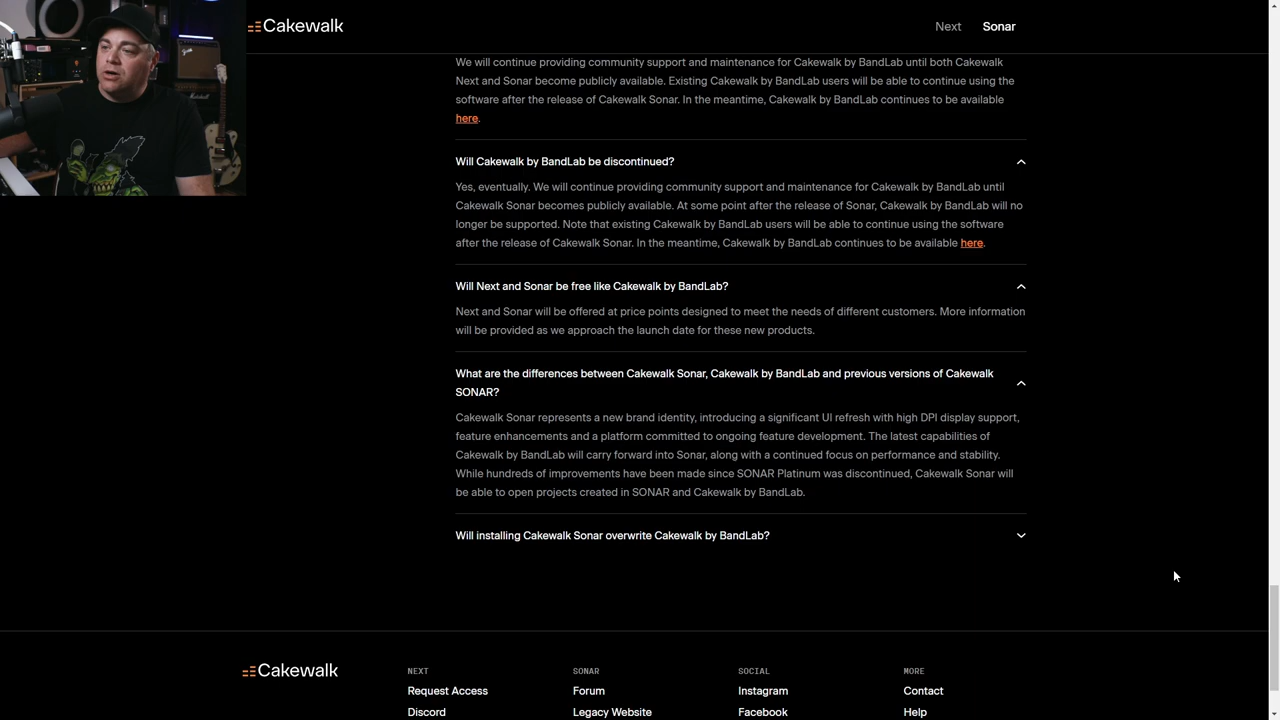 Cakewalk
Next
Sonar
We will continue providing community support and maintenance for Cakewalk by BandLab until both Cakewalk
Next and Sonar become publicly available. Existing Cakewalk by BandLab users will be able to continue using the
software after the release of Cakewalk Sonar. In the meantime, Cakewalk by BandLab continues to be available
here.
Will Cakewalk by BandLab be discontinued?
Yes, eventually. We will continue providing community support and maintenance for Cakewalk by BandLab until
Cakewalk Sonar becomes publicly available. At some point after the release of Sonar, Cakewalk by BandLab will no
longer be supported. Note that existing Cakewalk by BandLab users will be able to continue using the software
after the release of Cakewalk Sonar. In the meantime, Cakewalk by BandLab continues to be available here.
Will Next and Sonar be free like Cakewalk by BandLab?
Next and Sonar will be offered at price points designed to meet the needs of different customers. More information
will be provided as we approach the launch date for these new products.
What are the differences between Cakewalk Sonar, Cakewalk by BandLab and previous versions of Cakewalk
SONAR?
Cakewalk Sonar represents a new brand identity, introducing a significant UI refresh with high DPI display support,
feature enhancements and a platform committed to ongoing feature development. The latest capabilities of
Cakewalk by BandLab will carry forward into Sonar, along with a continued focus on performance and stability.
While hundreds of improvements have been made since SONAR Platinum was discontinued, Cakewalk Sonar will
be able to open projects created in SONAR and Cakewalk by BandLab.
Will installing Cakewalk Sonar overwrite Cakewalk by BandLab?
Cakewalk
NEXT
SONAR
SOCIAL
MORE
Request Access
Forum
Instagram
Contact
Discord
Legacy Website
Facebook
Help